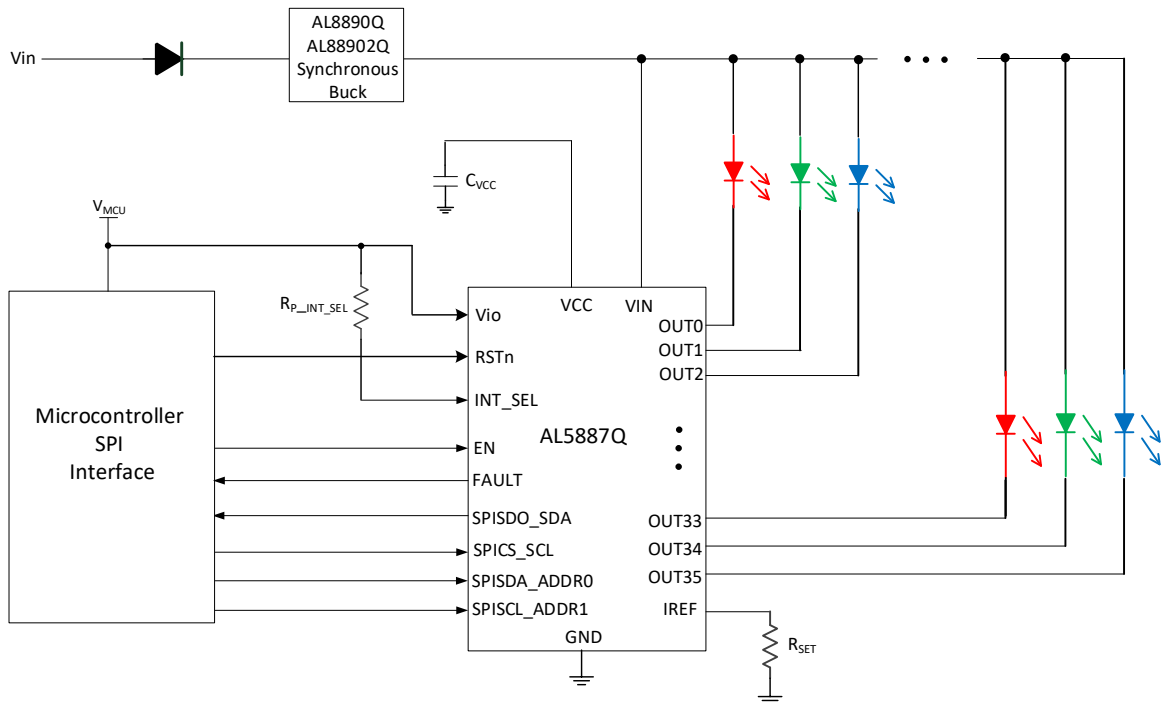 AL8890Q
AL88902Q
Synchronous
Buck
Vin
CVCC
VMCU
RP_INT_SEL
VCC
VIN
Vio
RSTn
INT_SEL
EN
FAULT
SPISDO_SDA
SPICS_SCL
SPISDA_ADDR0
SPISCL_ADDR1
GND
AL5887Q
OUT0
OUT1
OUT2
OUT33
OUT34
OUT35
IREF
RSET
Microcontroller
SPI
Interface